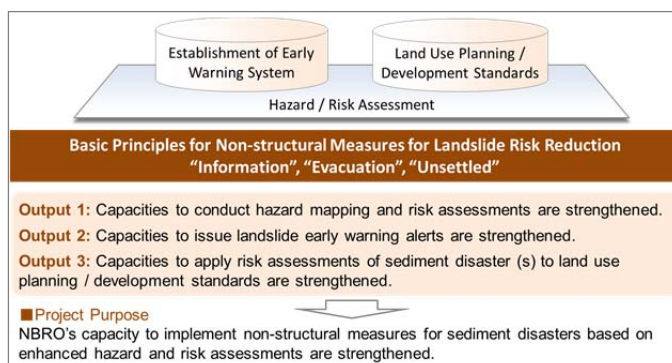 Establishment of Early
Warning System
Land Use Planning /
Development Standards
Hazard / Risk Assessment
Basic Principles for Non-structural Measures for Landslide Risk Reduction
“Information”, “Evacuation”, “Unsettled”
Output 1: Capacities to conduct hazard mapping and risk assessments are strengthened.
Output 2: Capacities to issue landslide early warning alerts are strengthened.
Output 3: Capacities to apply risk assessments of sediment disaster (s) to land use
planning / development standards are strengthened.
■Project Purpose
NBRO’s capacity to implement non-structural measures for sediment disasters based on
enhanced hazard and risk assessments are strengthened.